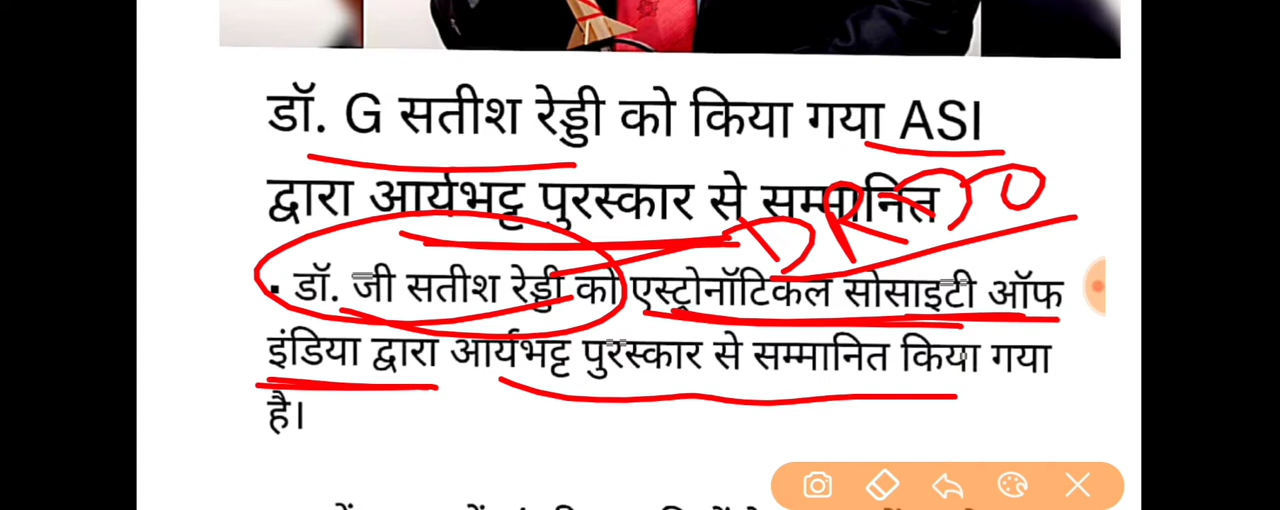 डॉ. G सतीश रेड्डी को किया गया ASI
द्वारा आर्यभट्ट पुरस्कार से सम्मानित
DRDO
▪ डॉ. जी सतीश रेड्डी को एस्ट्रोनॉटिकल सोसाइटी ऑफ
इंडिया द्वारा आर्यभट्ट पुरस्कार से सम्मानित किया गया
है।